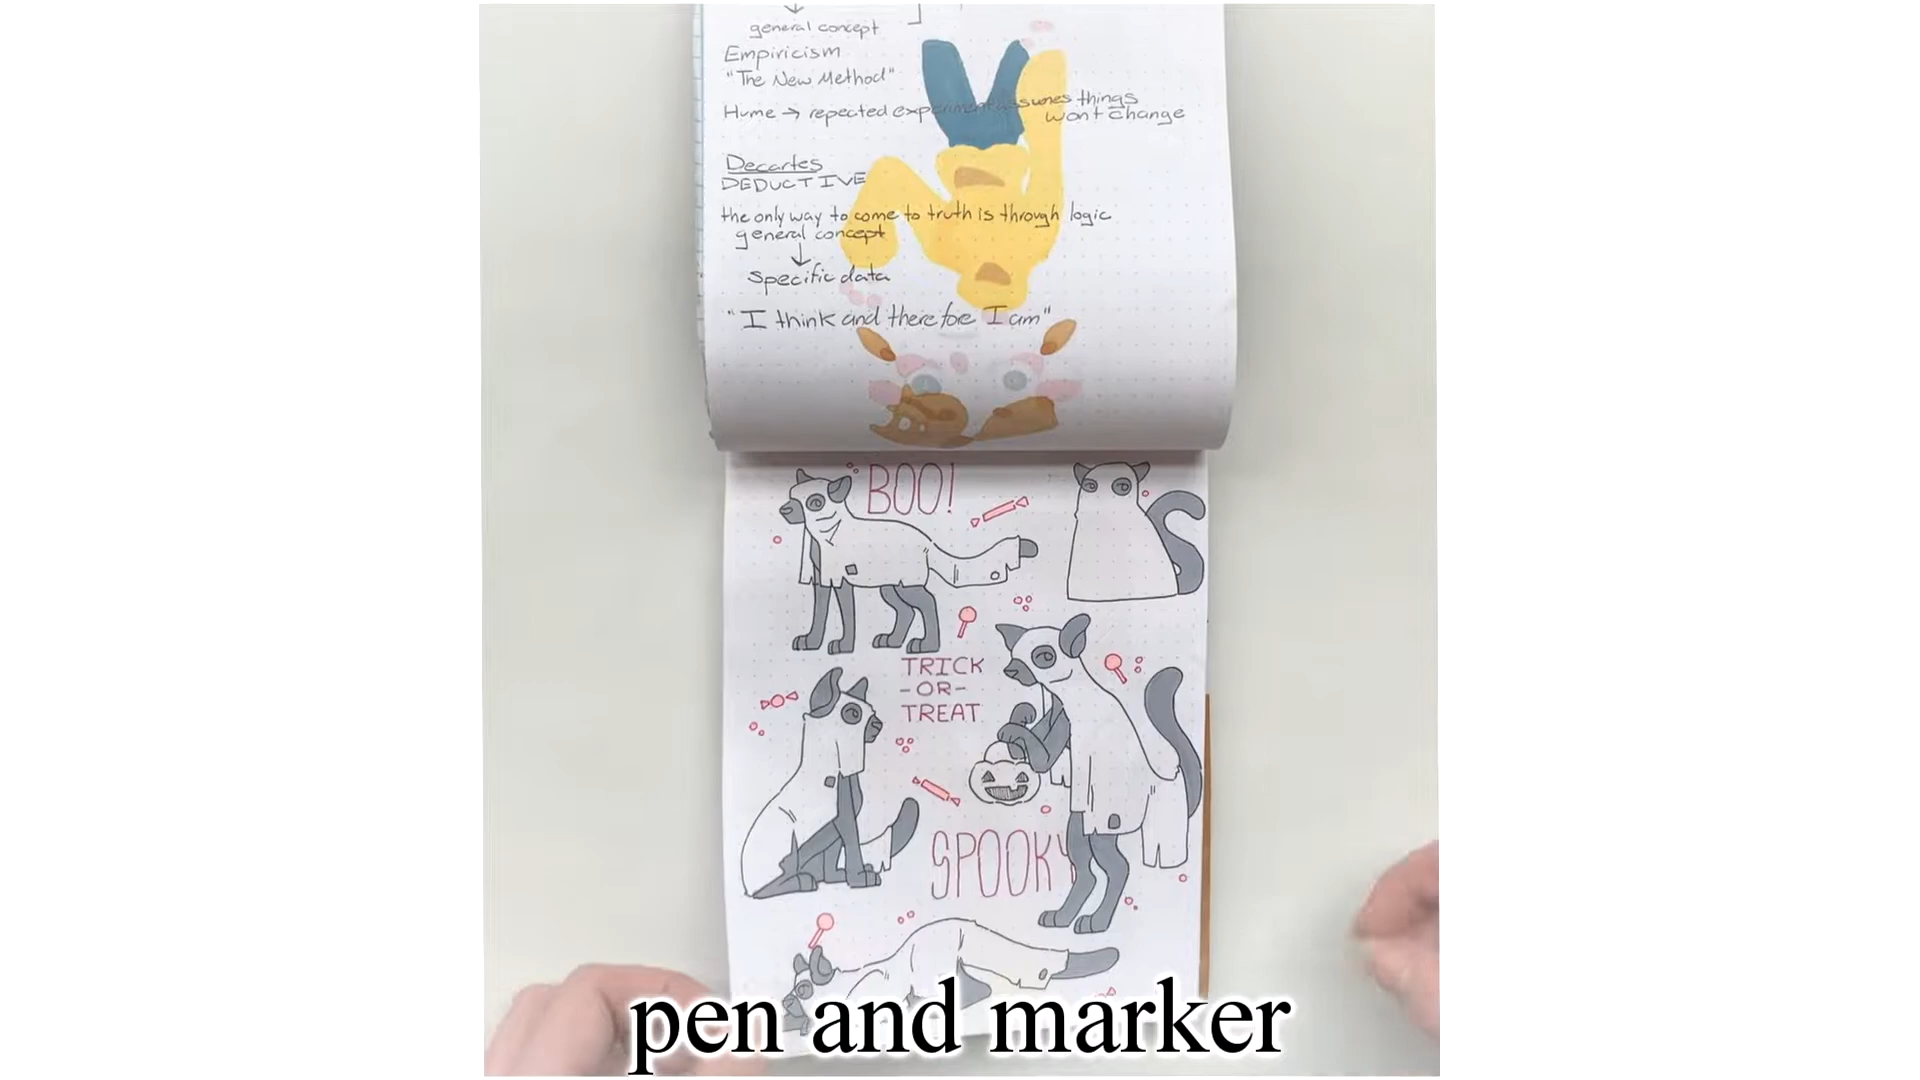 general concept
Empiricism
"The New Method"
Hume → repeated experiment assumes things
won't change
Decartes
DEDUCTIVE
the only way to come to truth is through logic
general concept
↓
specific data
"I think and therefore I am"
BOO!
TRICK
-OR-
TREAT
SPOOKY
pen and marker